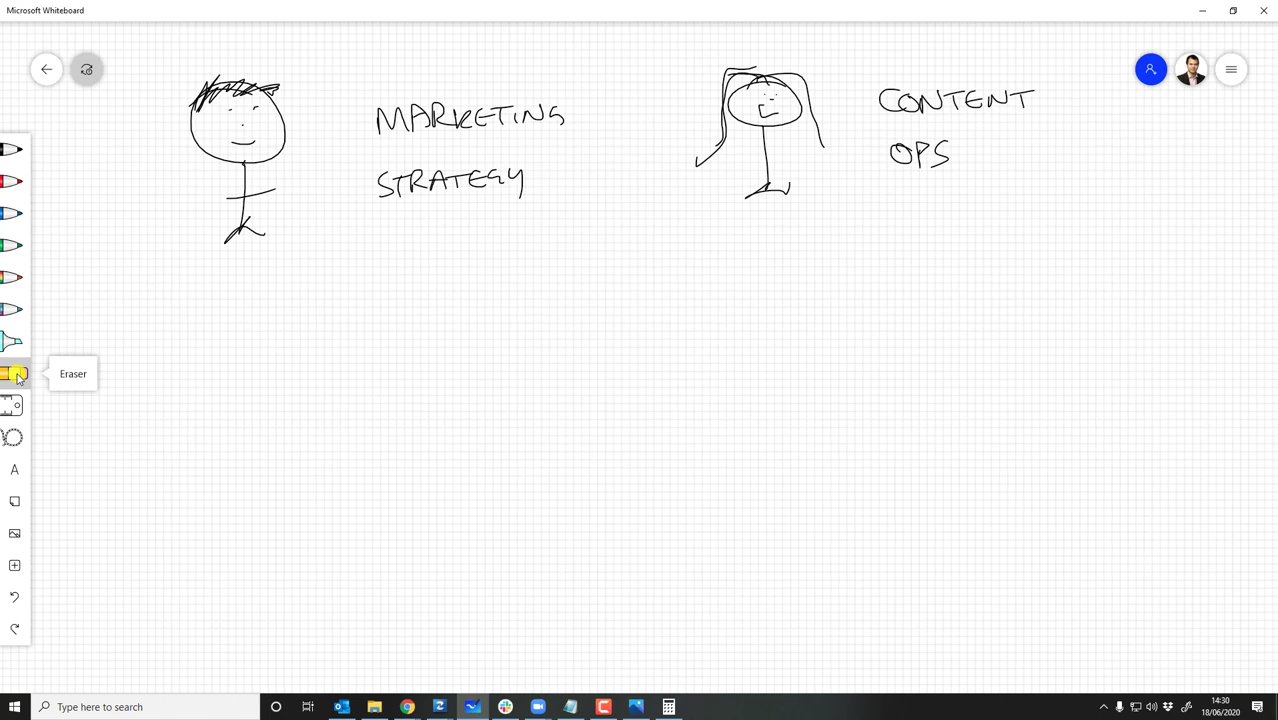 Microsoft Whiteboard
MARKETING
STRATEGY
CONTENT
OPS
Eraser
A
Type here to search
14:30
18/06/2020